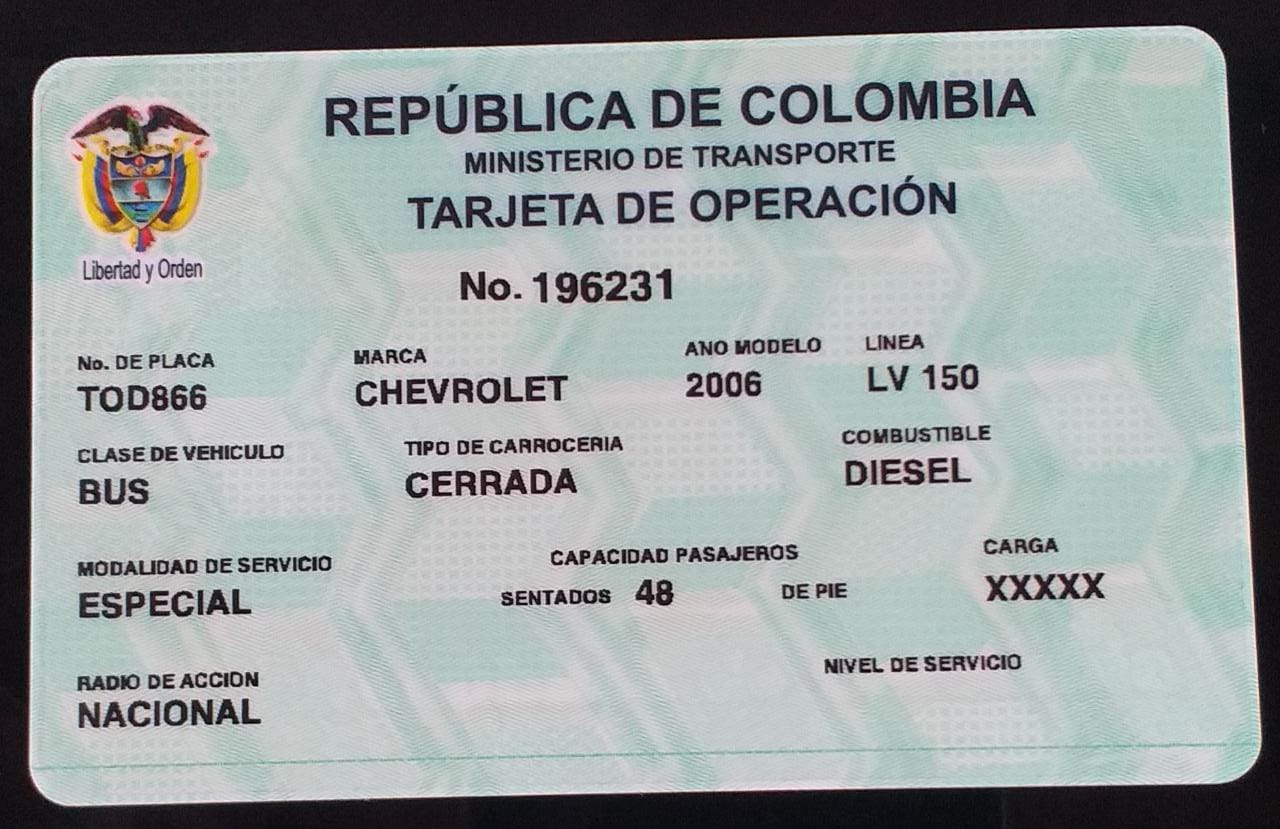 REPÚBLICA DE COLOMBIA
MINISTERIO DE TRANSPORTE
TARJETA DE OPERACIÓN
Libertad y Orden
No. 196231
No. DE PLACA MARCA ANO MODELO LÍNEA
TOD866 CHEVROLET 2006 LV 150
CLASE DE VEHICULO TIPO DE CARROCERIA COMBUSTIBLE
BUS CERRADA DIESEL
MODALIDAD DE SERVICIO CAPACIDAD PASAJEROS CARGA
ESPECIAL SENTADOS 48 DE PIE XXXXX
RADIO DE ACCION NIVEL DE SERVICIO
NACIONAL